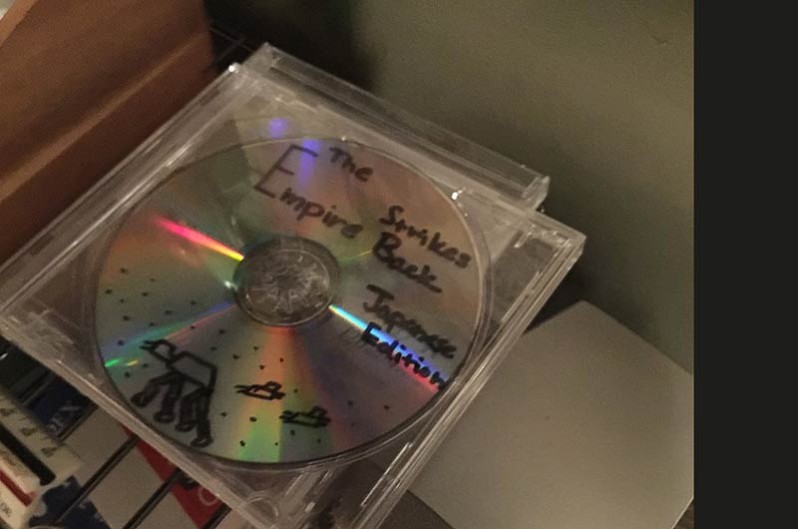 The
Empire
Strikes
Back
Japanese
Edition